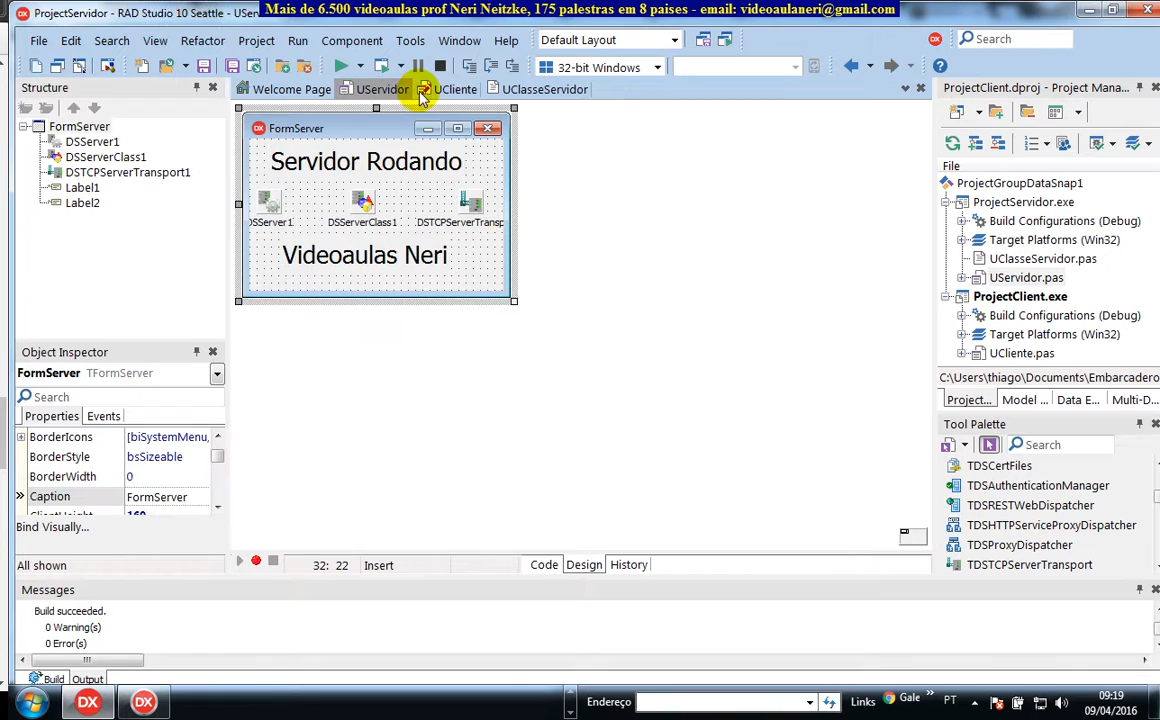 ProjectServidor - RAD Studio 10 Seattle - UServ
Mais de 6.500 videoaulas prof Neri Neitzke, 175 palestras em 8 paises - email: videoaulaneri@gmail.com
File Edit Search View Refactor Project Run Component Tools Window Help
Default Layout
Search
32-bit Windows
Structure
Welcome Page UServidor UCliente UClasseServidor
ProjectClient.dproj - Project Mana...
FormServer
DSServer1
DSServerClass1
DSTCPServerTransport1
Label1
Label2
FormServer
Servidor Rodando
DSServer1 DSServerClass1 DSTCPServerTransp
Videoaulas Neri
File
ProjectGroupDataSnap1
ProjectServidor.exe
Build Configurations (Debug)
Target Platforms (Win32)
UClasseServidor.pas
UServidor.pas
ProjectClient.exe
Build Configurations (Debug)
Target Platforms (Win32)
UCliente.pas
C:\Users\thiago\Documents\Embarcadero
Project... Model ... Data E... Multi-D...
Object Inspector
FormServer TFormServer
Search
Properties Events
BorderIcons [biSystemMenu,
BorderStyle bsSizeable
BorderWidth 0
Caption FormServer
ClientHeight 160
Bind Visually...
All shown
Tool Palette
Search
TDSCertFiles
TDSAuthenticationManager
TDSRESTWebDispatcher
TDSHTTPServiceProxyDispatcher
TDSProxyDispatcher
TDSTCPServerTransport
32: 22 Insert
Code Design History
Messages
Build succeeded.
0 Warning(s)
0 Error(s)
Build Output
Endereço
Links
Gale
PT
09:19
09/04/2016